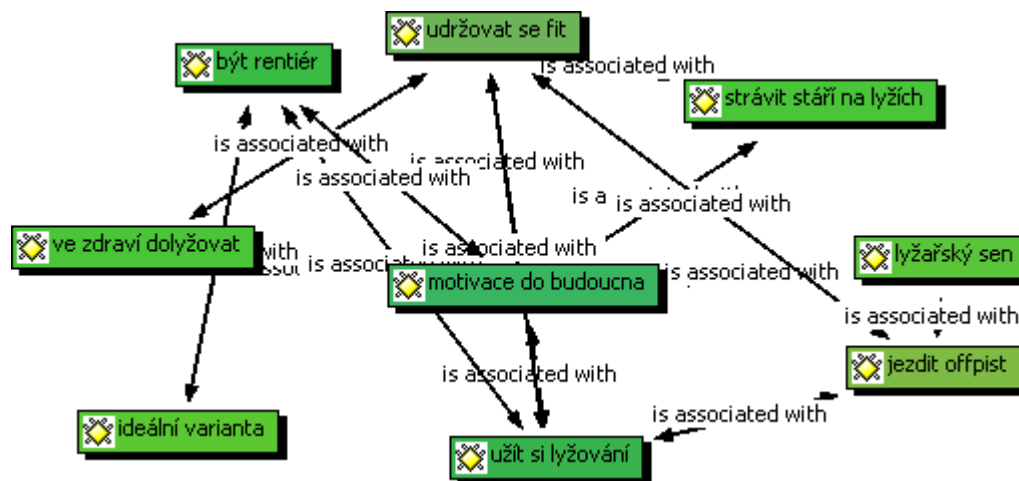 udržovat se fit
být rentiér
is associated with
strávit stáří na lyžích
is associated with
is associated with
is associated with
is a
is associated with
ve zdraví dolyžovat
with
is associated with
lyžařský sen
is associated with
is associated with
motivace do budoucna
is associated with
jezdit offpist
is associated with
is associated with
ideální varianta
užít si lyžování